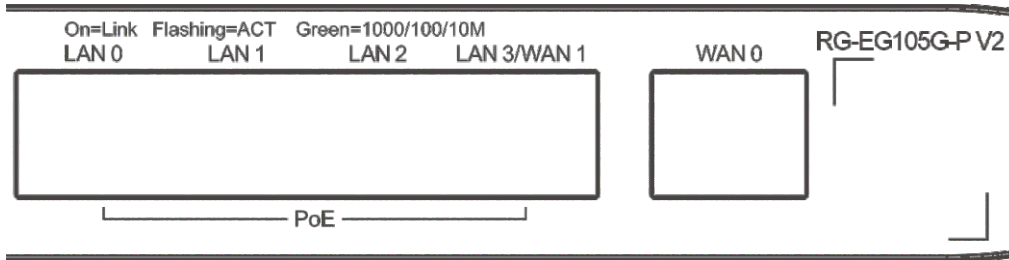 On=Link Flashing=ACT Green=1000/100/10M
LAN 0 LAN 1 LAN 2 LAN 3/WAN 1 WAN 0
RG-EG105G-P V2
PoE